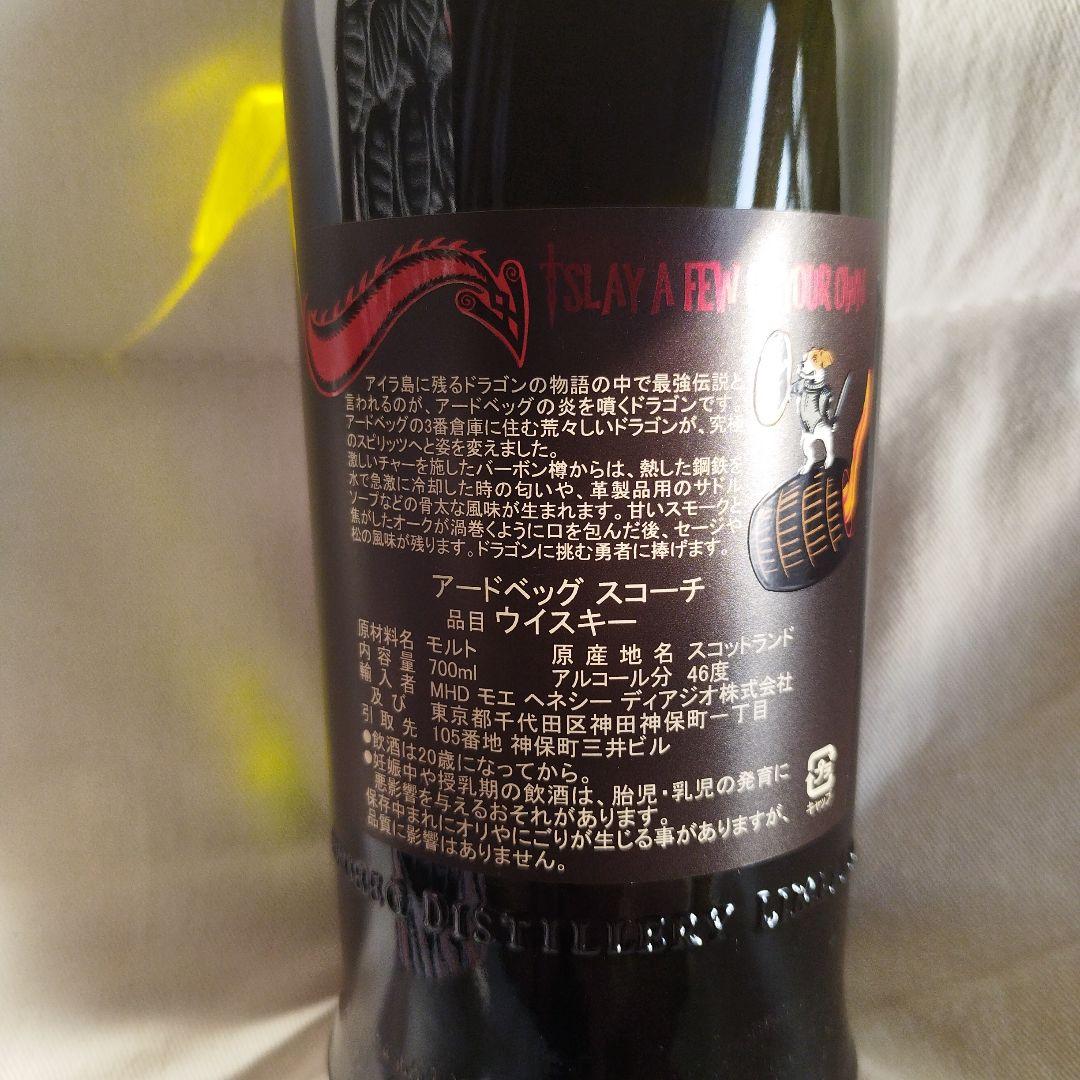 TSLAY A FEW OUR OWN
アイラ島に残るドラゴンの物語の中で最強伝説と
言われるのが、アードベッグの炎を噴くドラゴンです。
アードベッグの3番倉庫に住む荒々しいドラゴンが、究極
のスピリッツへと姿を変えました。
激しいチャーを施したバーボン樽からは、熱した鋼鉄を
水で急激に冷却した時の匂いや、革製品用のサドル
ソープなどの骨太な風味が生まれます。甘いスモークと
焦がしたオークが渦巻くように口を包んだ後、セージや
松の風味が残ります。ドラゴンに挑む勇者に捧げます。
アードベッグ スコーチ
品目 ウイスキー
原材料名 モルト 原産地名 スコットランド
内容量 700ml アルコール分 46度
輸入者 MHD モエ ヘネシー ディアジオ株式会社
及び 東京都千代田区神田神保町一丁目
引取先 105番地 神保町三井ビル
●飲酒は20歳になってから。
●妊娠中や授乳期の飲酒は、胎児・乳児の発育に
悪影響を与えるおそれがあります。
保存中まれにオリやにごりが生じる事がありますが、
品質に影響はありません。
キャップ
DISTILLERY